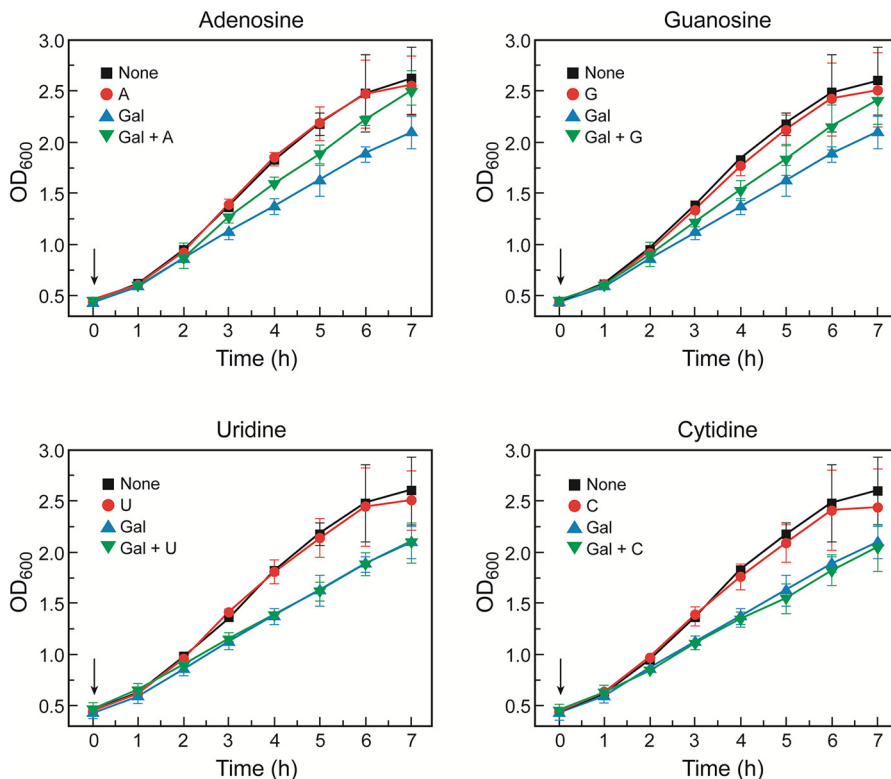 Adenosine
3.0
2.5
2.0
1.5
1.0
0.5
OD600
None
A
Gal
Gal + A
0 1 2 3 4 5 6 7
Time (h)
Guanosine
3.0
2.5
2.0
1.5
1.0
0.5
OD600
None
G
Gal
Gal + G
0 1 2 3 4 5 6 7
Time (h)
Uridine
3.0
2.5
2.0
1.5
1.0
0.5
OD600
None
U
Gal
Gal + U
0 1 2 3 4 5 6 7
Time (h)
Cytidine
3.0
2.5
2.0
1.5
1.0
0.5
OD600
None
C
Gal
Gal + C
0 1 2 3 4 5 6 7
Time (h)